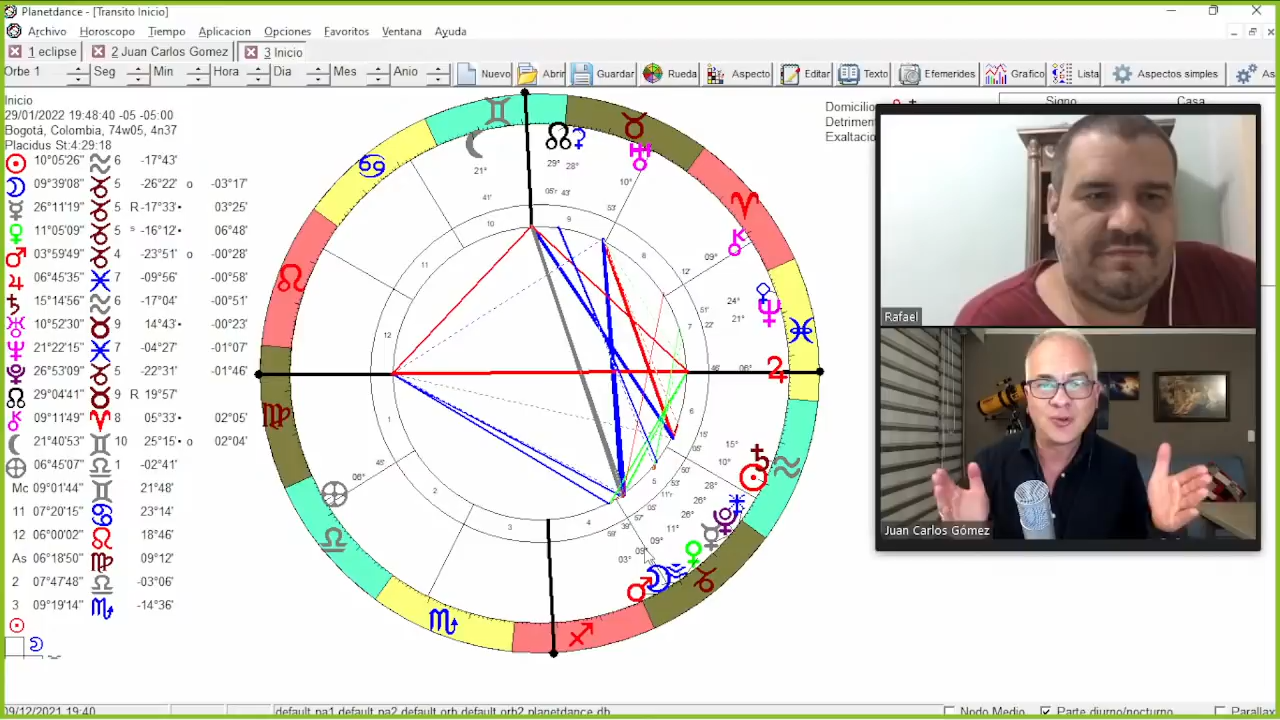 Planetdance - [Transito Inicio]
Archivo Horoscopo Tiempo Aplicacion Opciones Favoritos Ventana Ayuda
1 eclipse 2 Juan Carlos Gomez 3 Inicio
Orbe 1 Seg Min Hora Dia Mes Anio Nuevo Abrir Guardar Rueda Aspecto Editar Texto Efemerides Grafico Lista Aspectos simples As
Inicio
29/01/2022 19:48:40 -05 -05:00
Bogotá, Colombia, 74w05, 4n37
Placidus St:4:29:18
10°05'26" ♒ 6 -17°43'
09°39'08" ♑ 5 -26°22' o -03°17'
26°11'19" ♑ 5 R -17°33' 03°25'
11°05'09" ♑ 5 s -16°12' 06°48'
03°59'49" ♑ 4 -23°51' o -00°28'
06°45'35" ♓ 7 -09°56' -00°58'
15°14'56" ♒ 6 -17°04' -00°51'
10°52'30" ♉ 9 14°43' -00°23'
21°22'15" ♓ 7 -04°27' -01°07'
26°53'09" ♑ 5 -22°31' -01°46'
29°04'41" ♉ 9 R 19°57'
09°11'49" ♈ 8 05°33' 02°05'
21°40'53" ♊ 10 25°15' o 02°04'
06°45'07" ♎ 1 -02°41'
Mc 09°01'44" ♊ 21°48'
11 07°20'15" ♋ 23°14'
12 06°00'02" ♌ 18°46'
As 06°18'50" ♍ 09°12'
2 07°47'48" ♎ -03°06'
3 09°19'14" ♏ -14°36'
Domicilio
Detrimen
Exaltacio
Signo Casa
Rafael
Juan Carlos Gómez
09/12/2021 19:40 default.pa1 default.pa2 default.orb default.orb2 planetdance.db Nodo Medio Parte diurno/nocturno Parallax